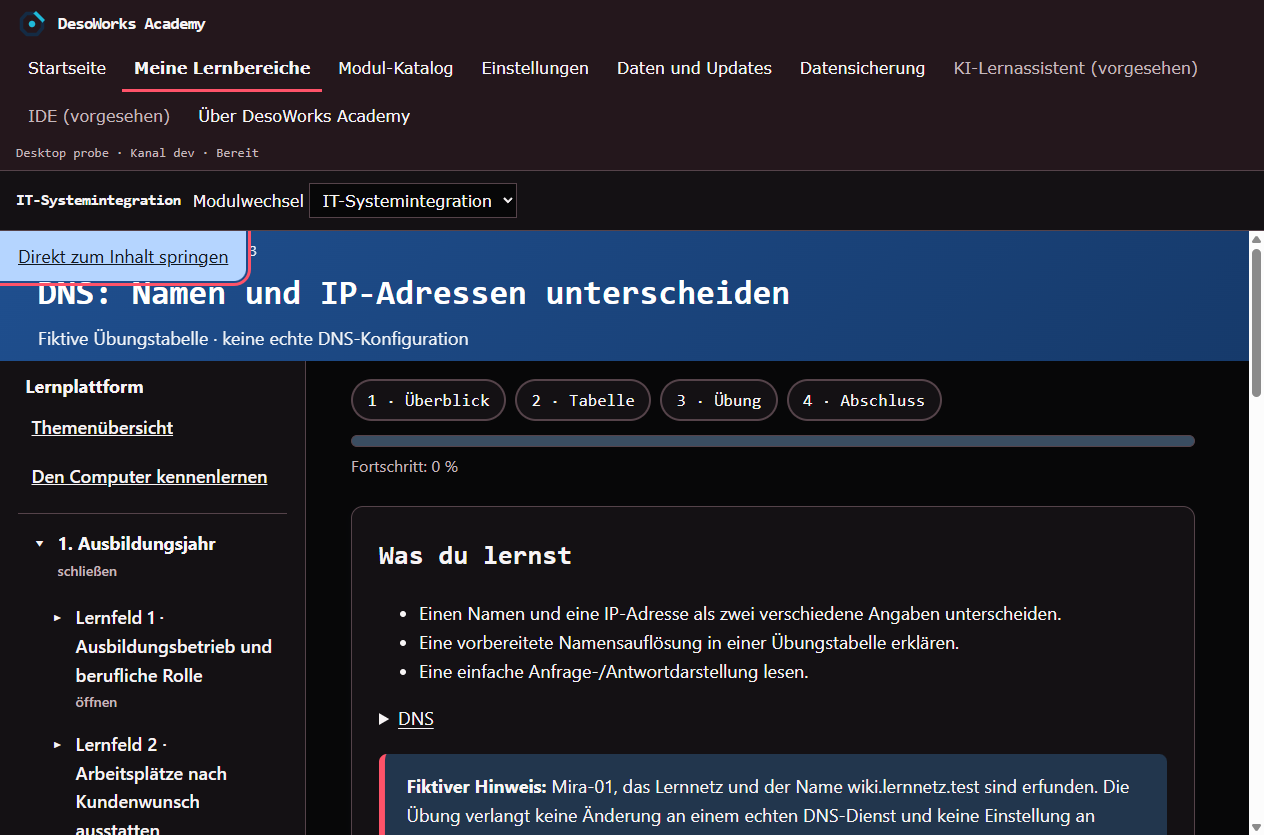 DesoWorks Academy
Startseite Meine Lernbereiche Modul-Katalog Einstellungen Daten und Updates Datensicherung KI-Lernassistent (vorgesehen)
IDE (vorgesehen) Über DesoWorks Academy
Desktop probe · Kanal dev · Bereit
IT-Systemintegration Modulwechsel IT-Systemintegration
Direkt zum Inhalt springen
3
DNS: Namen und IP-Adressen unterscheiden
Fiktive Übungstabelle · keine echte DNS-Konfiguration
Lernplattform
Themenübersicht
Den Computer kennenlernen
1. Ausbildungsjahr
schließen
Lernfeld 1 ·
Ausbildungsbetrieb und
berufliche Rolle
öffnen
Lernfeld 2 ·
Arbeitsplätze nach
Kundenwunsch
ausstatten
1 · Überblick
2 · Tabelle
3 · Übung
4 · Abschluss
Fortschritt: 0 %
Was du lernst
• Einen Namen und eine IP-Adresse als zwei verschiedene Angaben unterscheiden.
• Eine vorbereitete Namensauflösung in einer Übungstabelle erklären.
• Eine einfache Anfrage-/Antwortdarstellung lesen.
DNS
Fiktiver Hinweis: Mira-01, das Lernnetz und der Name wiki.lernnetz.test sind erfunden. Die
Übung verlangt keine Änderung an einem echten DNS-Dienst und keine Einstellung an